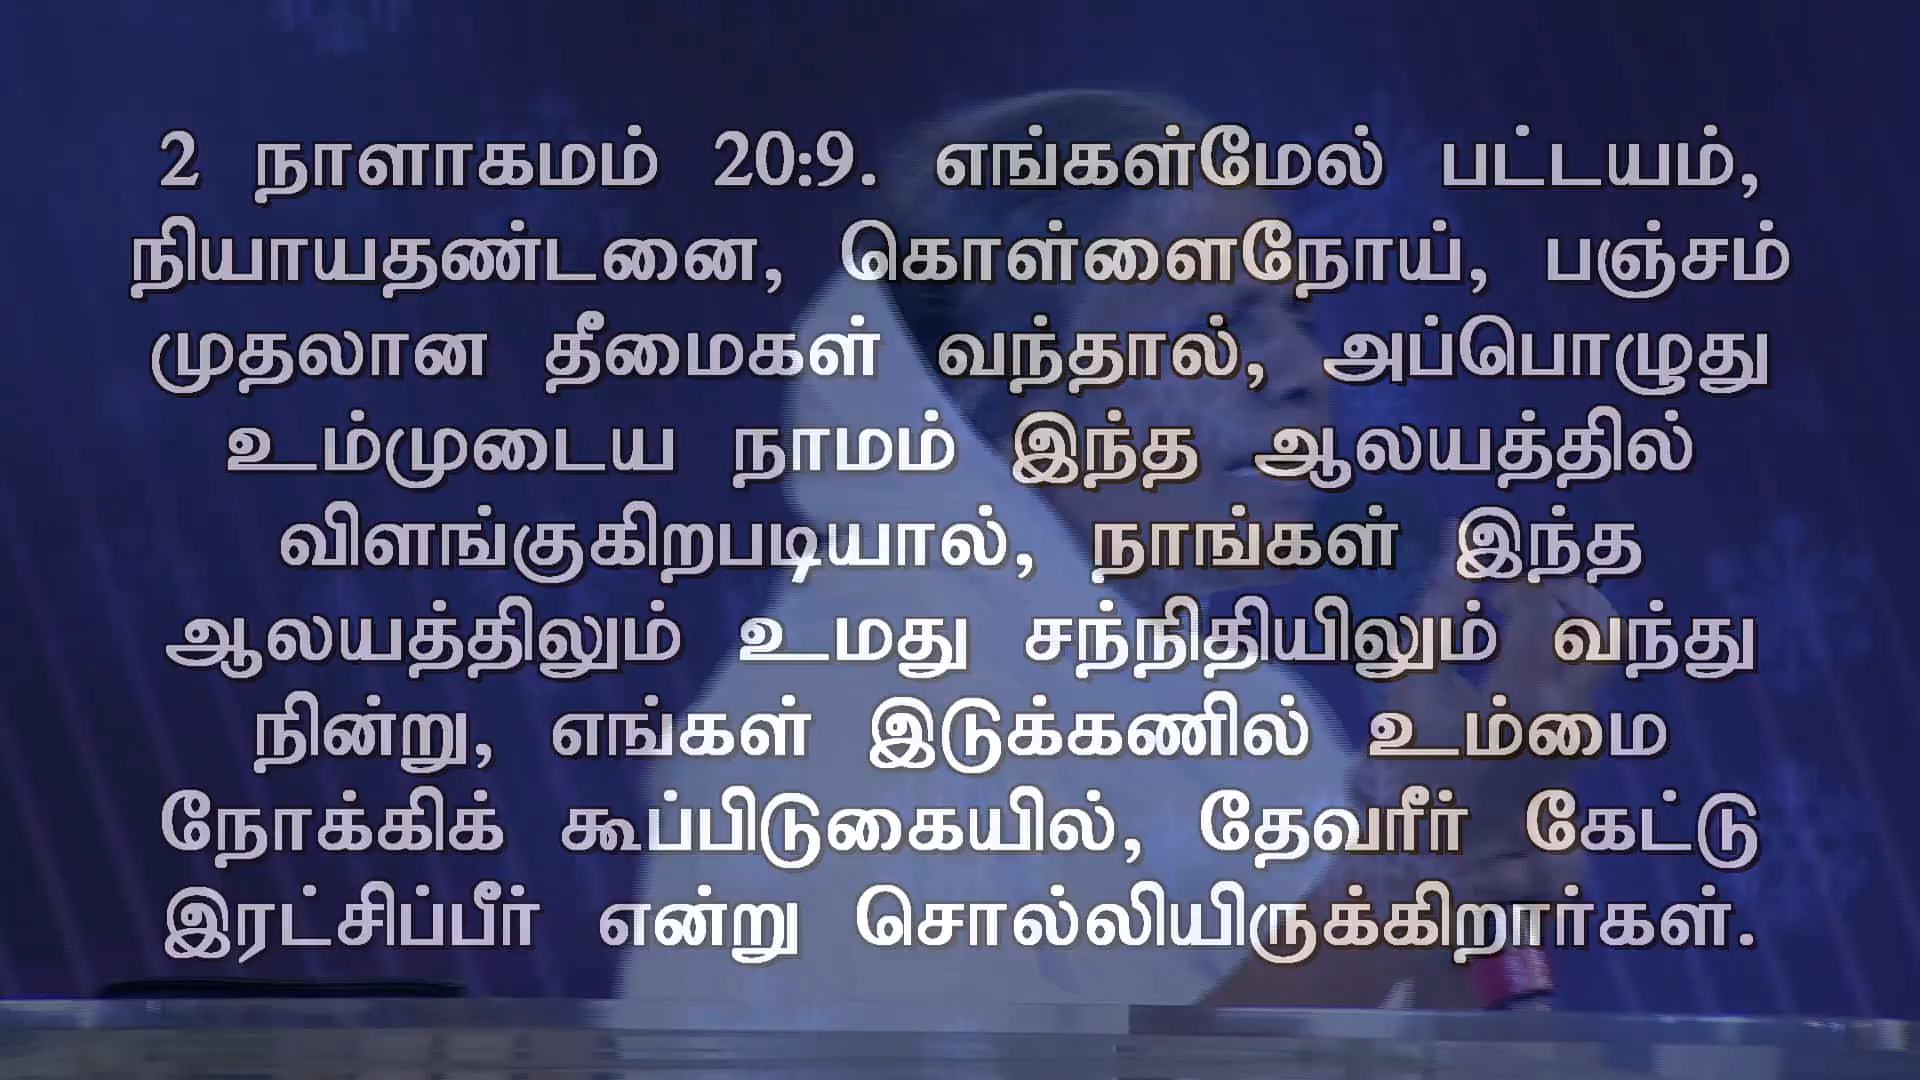 2 நாளாகமம் 20:9. எங்கள்மேல் பட்டயம்,
நியாயதண்டனை, கொள்ளைநோய், பஞ்சம்
முதலான தீமைகள் வந்தால், அப்பொழுது
உம்முடைய நாமம் இந்த ஆலயத்தில்
விளங்குகிறபடியால், நாங்கள் இந்த
ஆலயத்திலும் உமது சந்நிதியிலும் வந்து
நின்று, எங்கள் இடுக்கணில் உம்மை
நோக்கிக் கூப்பிடுகையில், தேவரீர் கேட்டு
இரட்சிப்பீர் என்று சொல்லியிருக்கிறார்கள்.